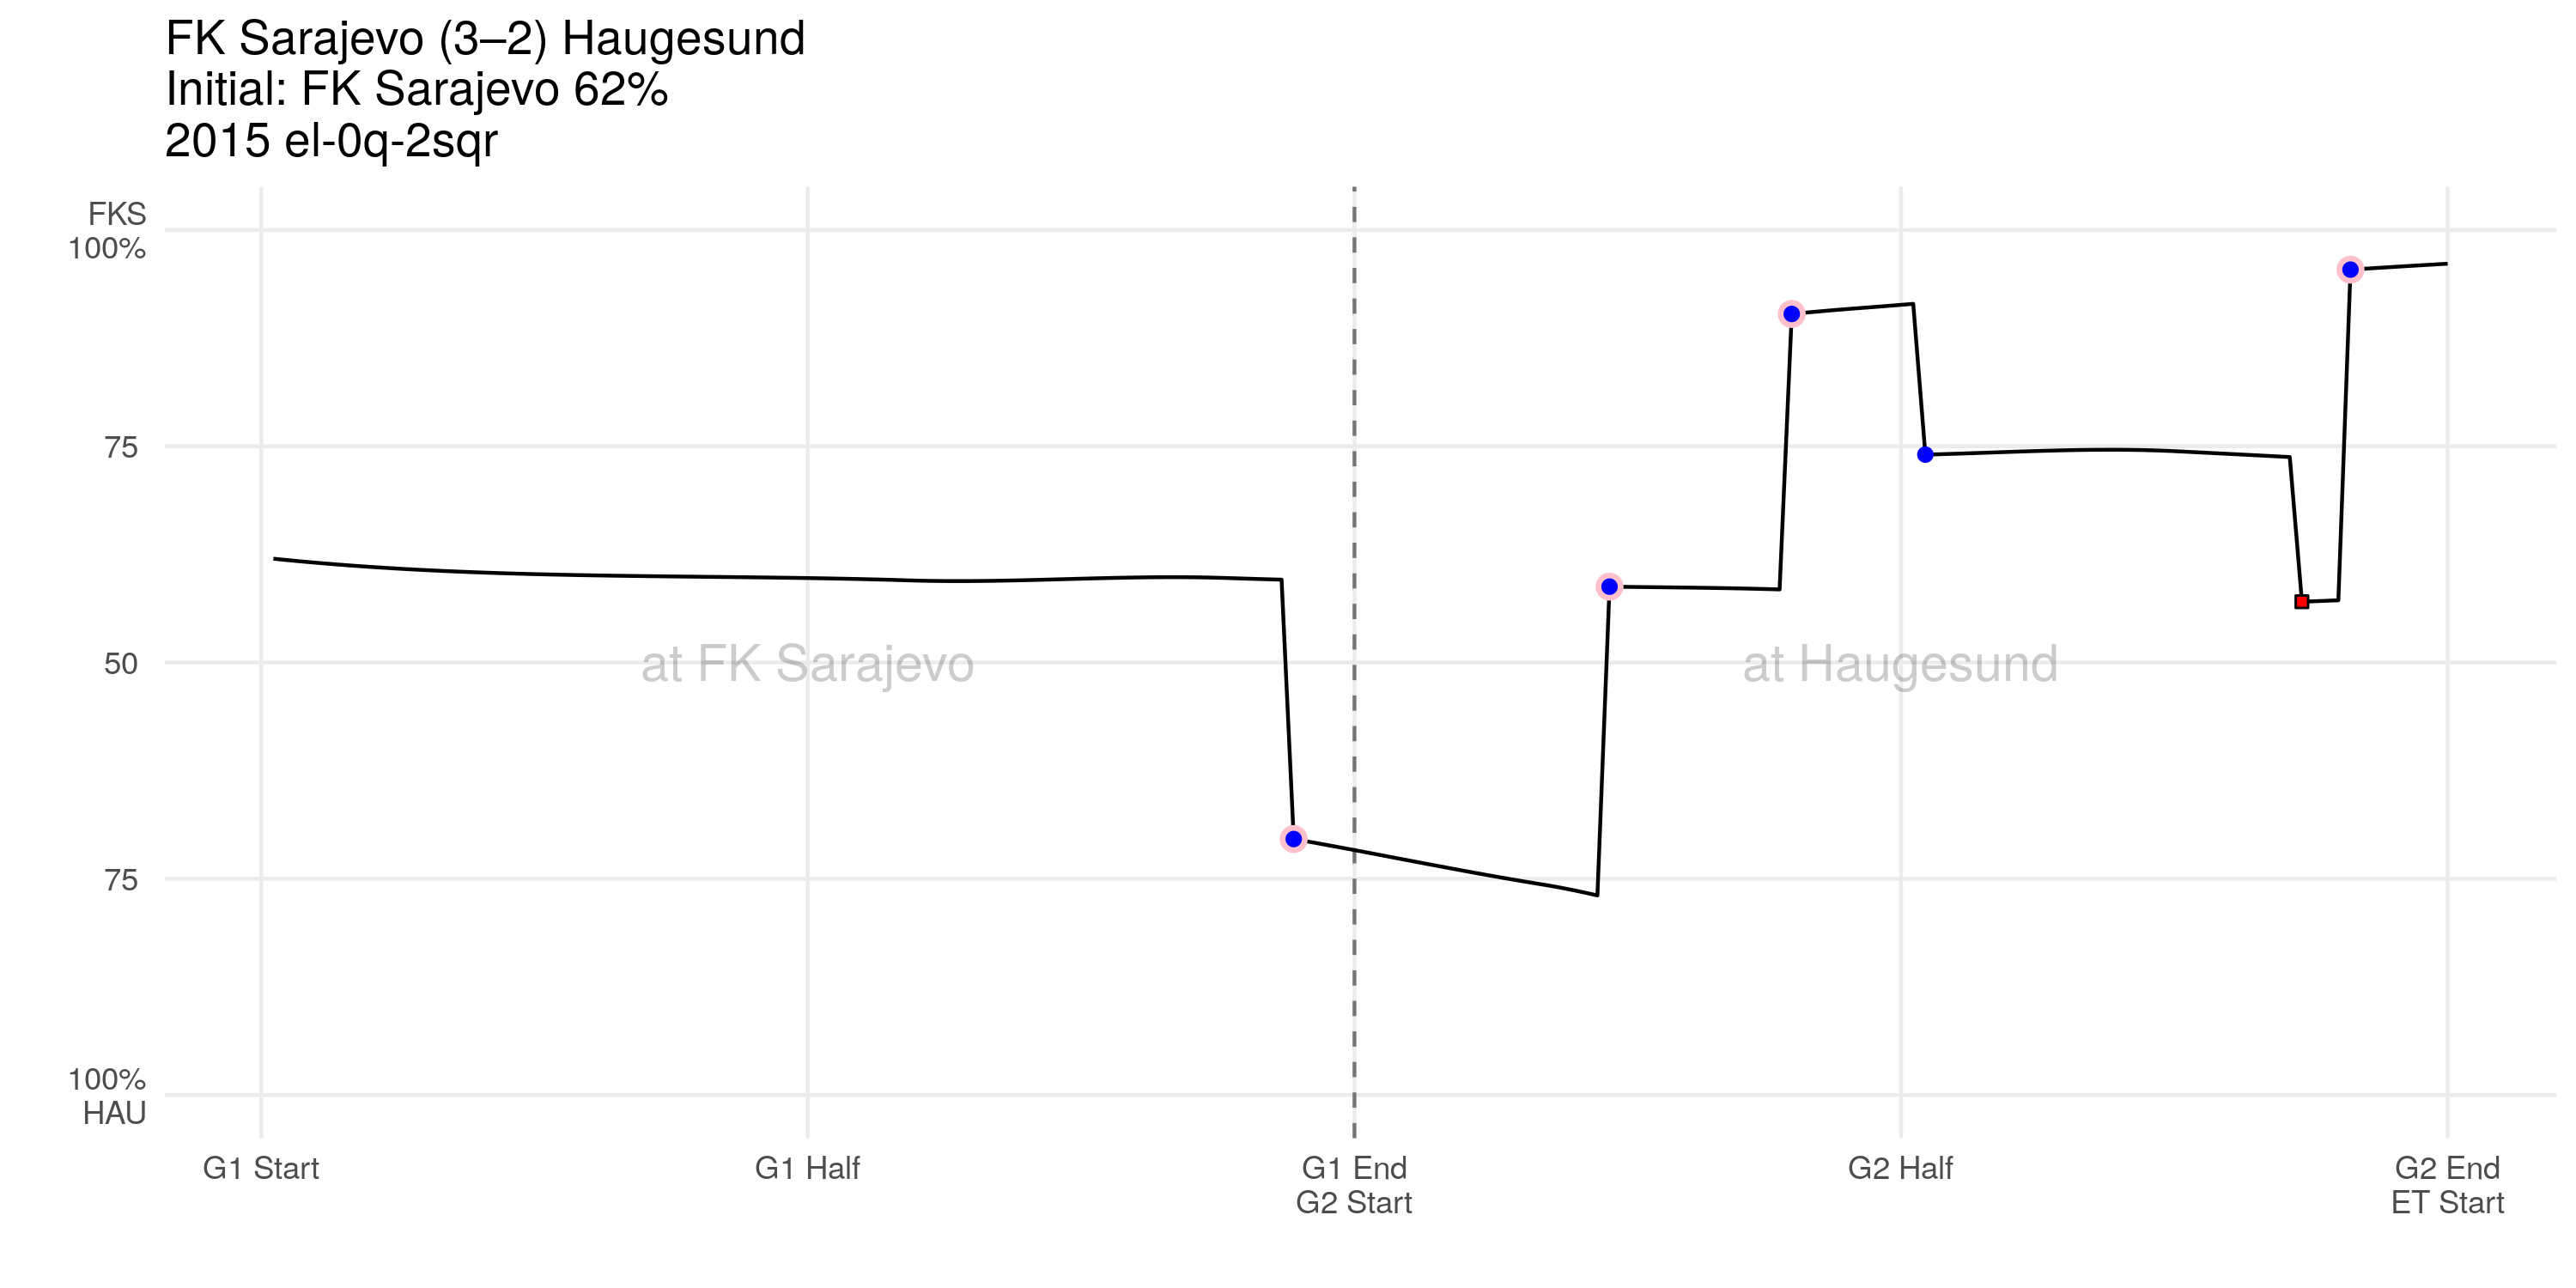 FK Sarajevo (3–2) Haugesund
Initial: FK Sarajevo 62%
2015 el-0q-2sqr
FKS
100%
75
50
75
100%
HAU
at FK Sarajevo
at Haugesund
G1 Start
G1 Half
G1 End
G2 Start
G2 Half
G2 End
ET Start